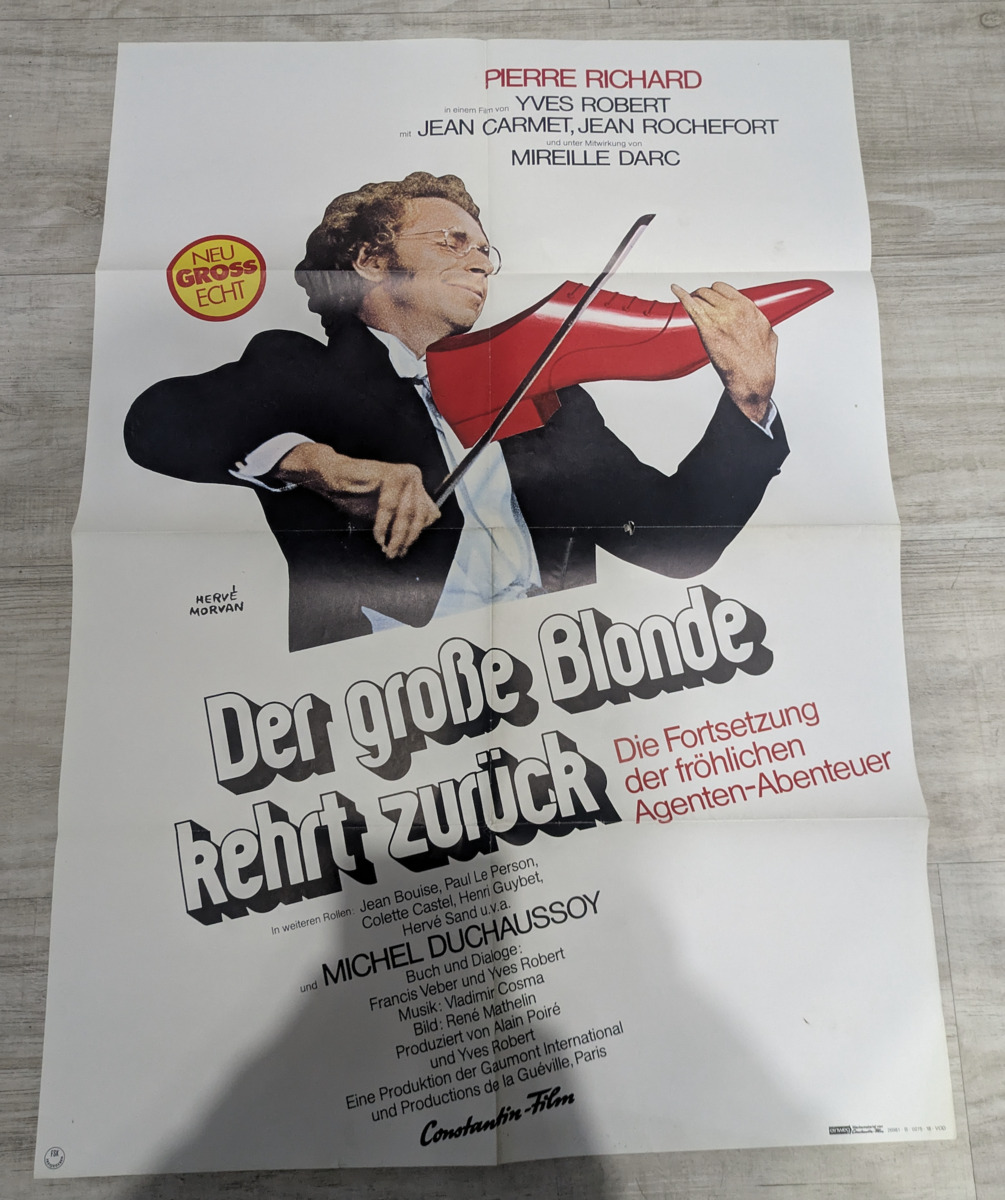 PIERRE RICHARD
in einem Film von YVES ROBERT
mit JEAN CARMET, JEAN ROCHEFORT
und unter Mitwirkung von
MIREILLE DARC
NEU
GROSS
ECHT
HERVÉ
MORVAN
Der große Blonde
kehrt zurück
Die Fortsetzung
der fröhlichen
Agenten-Abenteuer
In weiteren Rollen: Jean Bouise, Paul Le Person,
Colette Castel, Henri Guybet,
Hervé Sand u.v.a.
und MICHEL DUCHAUSSOY
Buch und Dialoge:
Francis Veber und Yves Robert
Musik: Vladimir Cosma
Bild: René Mathelin
Produziert von Alain Poiré
und Yves Robert
Eine Produktion der Gaumont International
und Productions de la Guéville, Paris
Constantin-Film
FSK